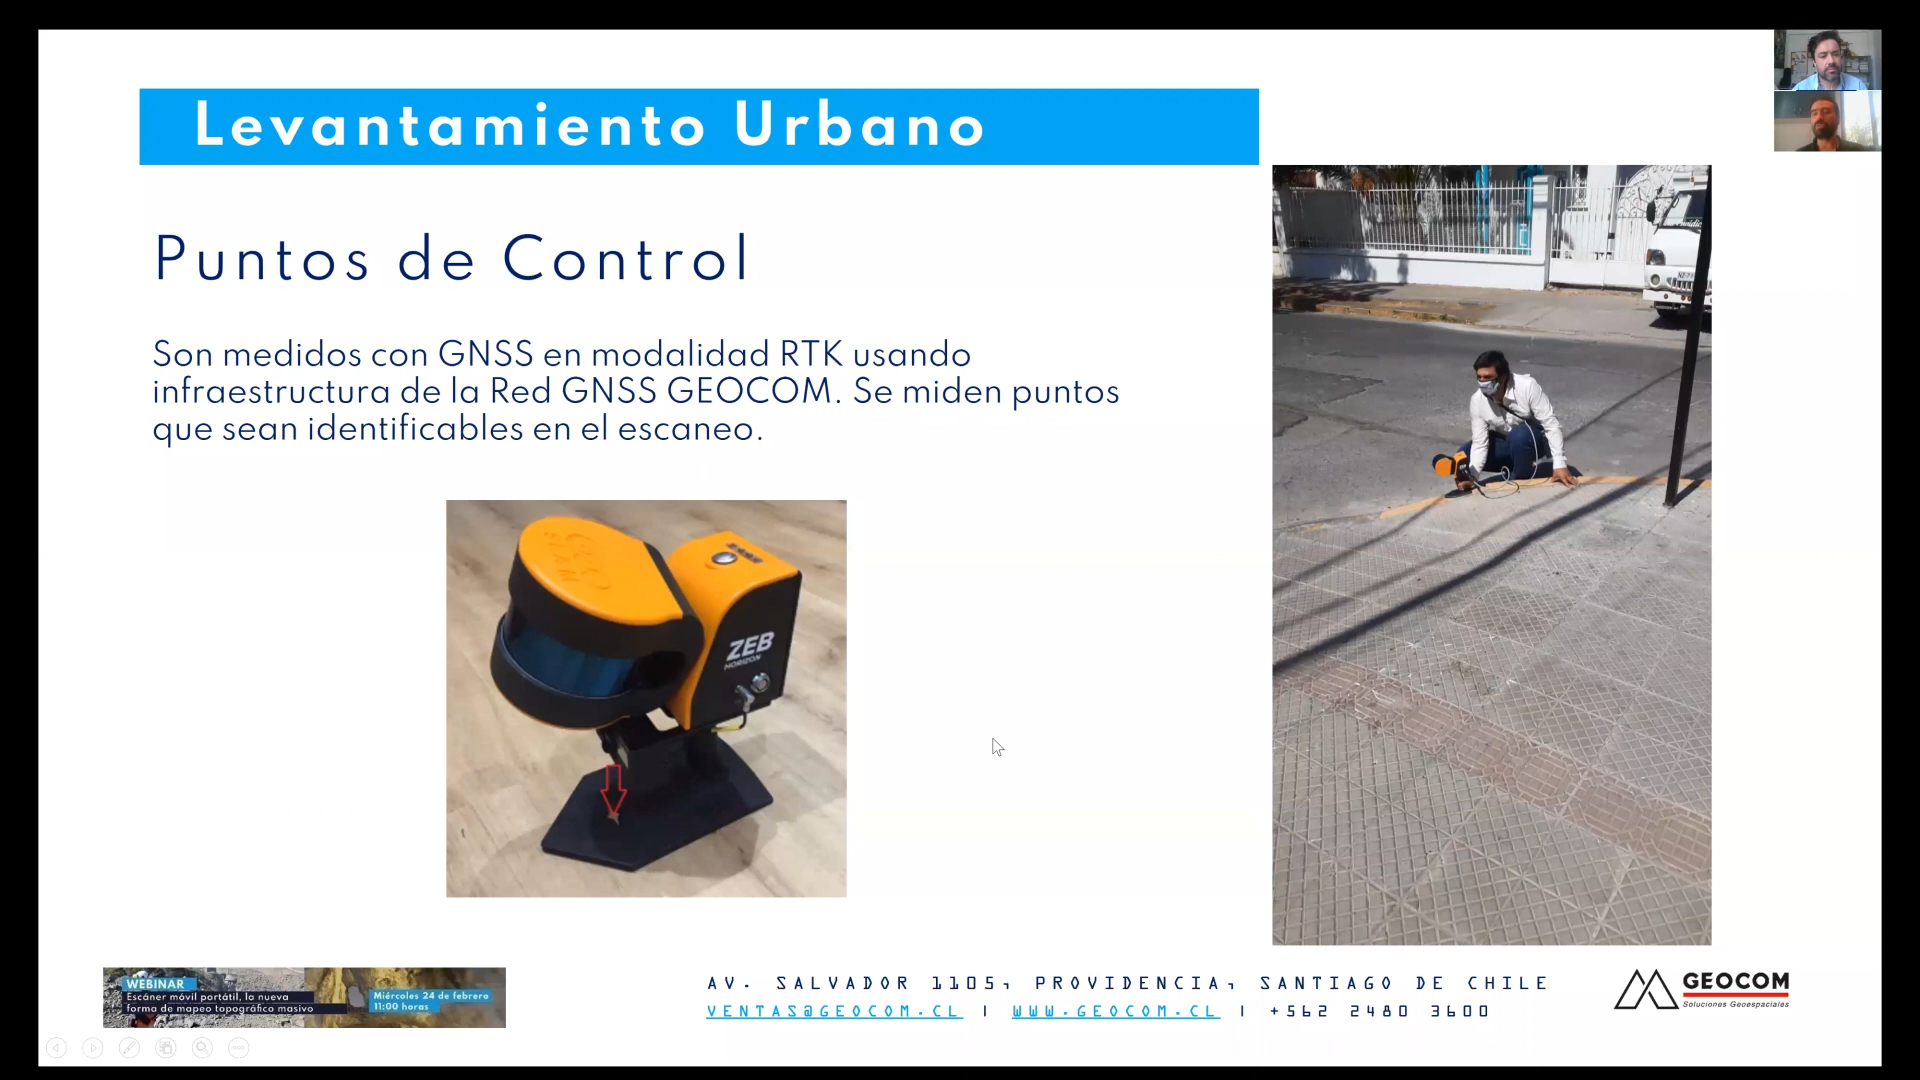 Levantamiento Urbano
Puntos de Control
Son medidos con GNSS en modalidad RTK usando
infraestructura de la Red GNSS GEOCOM. Se miden puntos
que sean identificables en el escaneo.
GEO
SLAM
ZEB
HORIZON
WEBINAR
Escáner móvil portátil, la nueva
forma de mapeo topográfico masivo
Miércoles 24 de febrero
11:00 horas
AV. SALVADOR 1105, PROVIDENCIA, SANTIAGO DE CHILE
VENTAS@GEOCOM.CL | WWW.GEOCOM.CL | +562 2480 3600
GEOCOM
Soluciones Geoespaciales